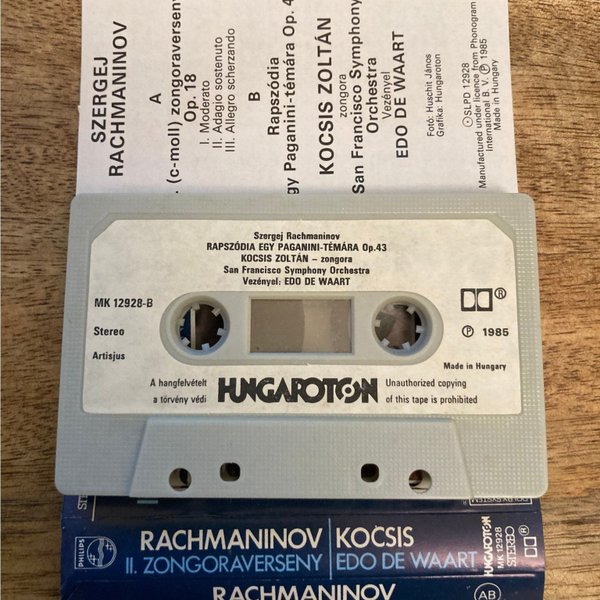 SZERGEJ
RACHMANINOV
A
(c-moll) zongoraverseny
Op. 18
I. Moderato
II. Adagio sostenuto
III. Allegro scherzando
B
Rapszódia
Paganini-témára Op.
KOCSIS ZOLTÁN
zongora
San Francisco Symphony
Orchestra
Vezényel
EDO DE WAART
Fotó: Huschit János
Grafika: Hungaroton
SLPD 12928
Manufactured under licence from Phonogram
International B. V. Ⓟ 1985
Made in Hungary
Szergej Rachmaninov
RAPSZÓDIA EGY PAGANINI-TÉMÁRA Op.43
KOCSIS ZOLTÁN – zongora
San Francisco Symphony Orchestra
Vezényel: EDO DE WAART
MK 12928-B
Stereo
Artisjus
®
Ⓟ 1985
Made in Hungary
A hangfelvételt
a törvény védi
HUNGAROTON
Unauthorized copying
of this tape is prohibited
PHILIPS
RACHMANINOV
II. ZONGORAVERSENY
KOCSIS
EDO DE WAART
HUNGAROTON
MK 12928
STEREO
RACHMANINOV
AB